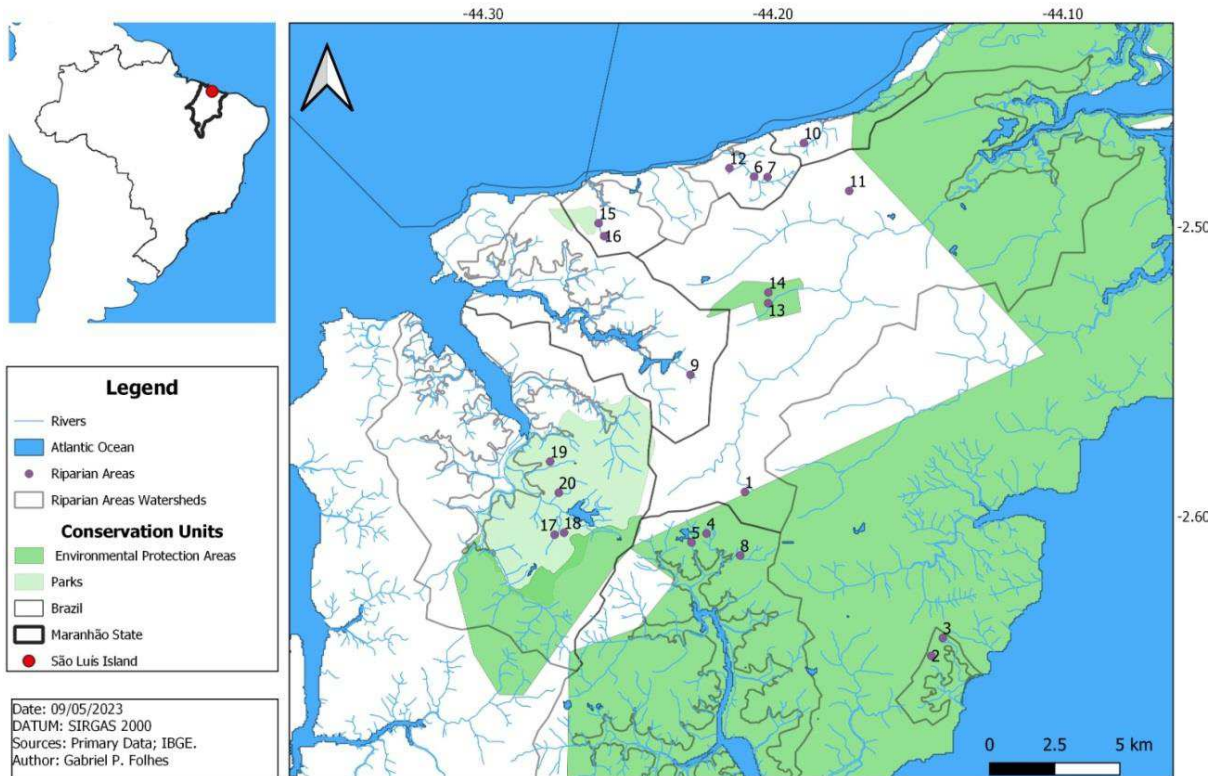 -44.30
-44.20
-44.10
10
12
6
7
11
15
16
-2.50
14
13
9
Legend
Rivers
Atlantic Ocean
Riparian Areas
Riparian Areas Watersheds
Conservation Units
Environmental Protection Areas
Parks
Brazil
Maranhão State
São Luís Island
19
20
1
17
18
5
4
8
-2.60
3
2
Date: 09/05/2023
DATUM: SIRGAS 2000
Sources: Primary Data; IBGE.
Author: Gabriel P. Folhes
0 2.5 5 km